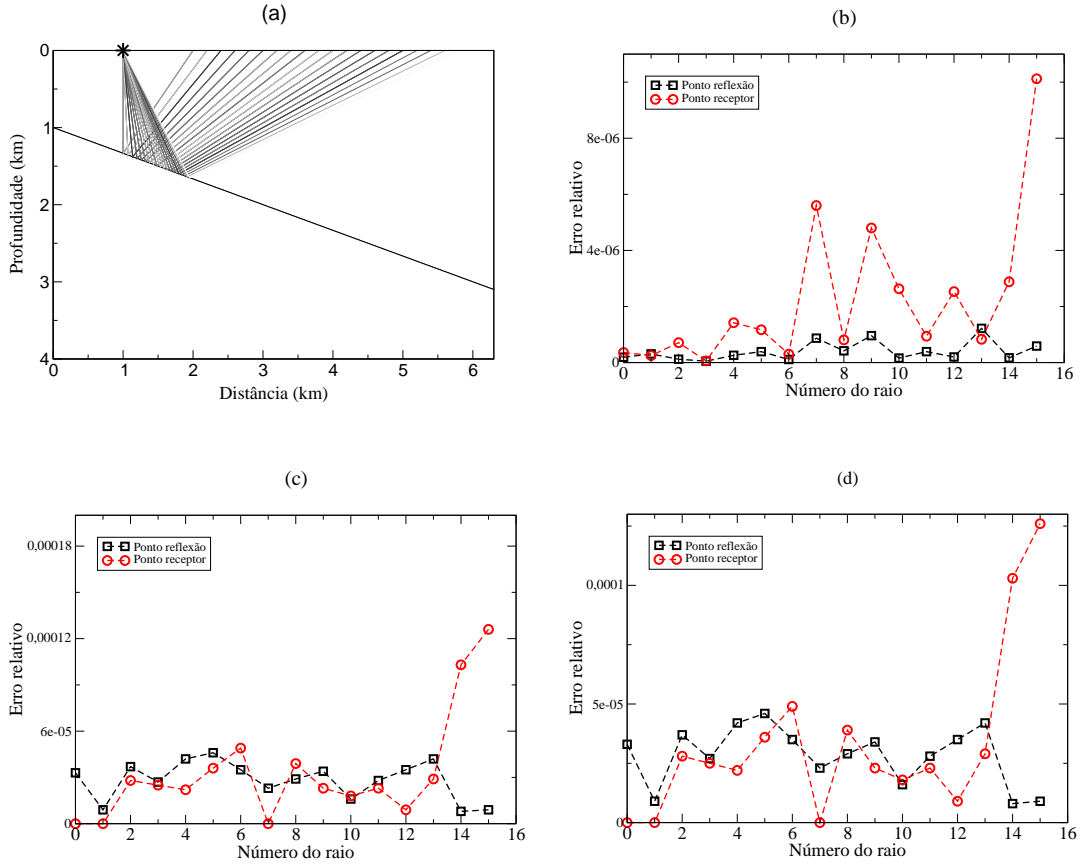 (a)
0
1
2
3
4
Profundidade (km)
0 1 2 3 4 5 6
Distância (km)
(b)
Ponto reflexão
Ponto receptor
8e-06
4e-06
0
Erro relativo
0 2 4 6 8 10 12 14 16
Número do raio
(c)
Ponto reflexão
Ponto receptor
0,00018
0,00012
6e-05
0
Erro relativo
0 2 4 6 8 10 12 14 16
Número do raio
(d)
Ponto reflexão
Ponto receptor
0,0001
5e-05
0
Erro relativo
0 2 4 6 8 10 12 14 16
Número do raio